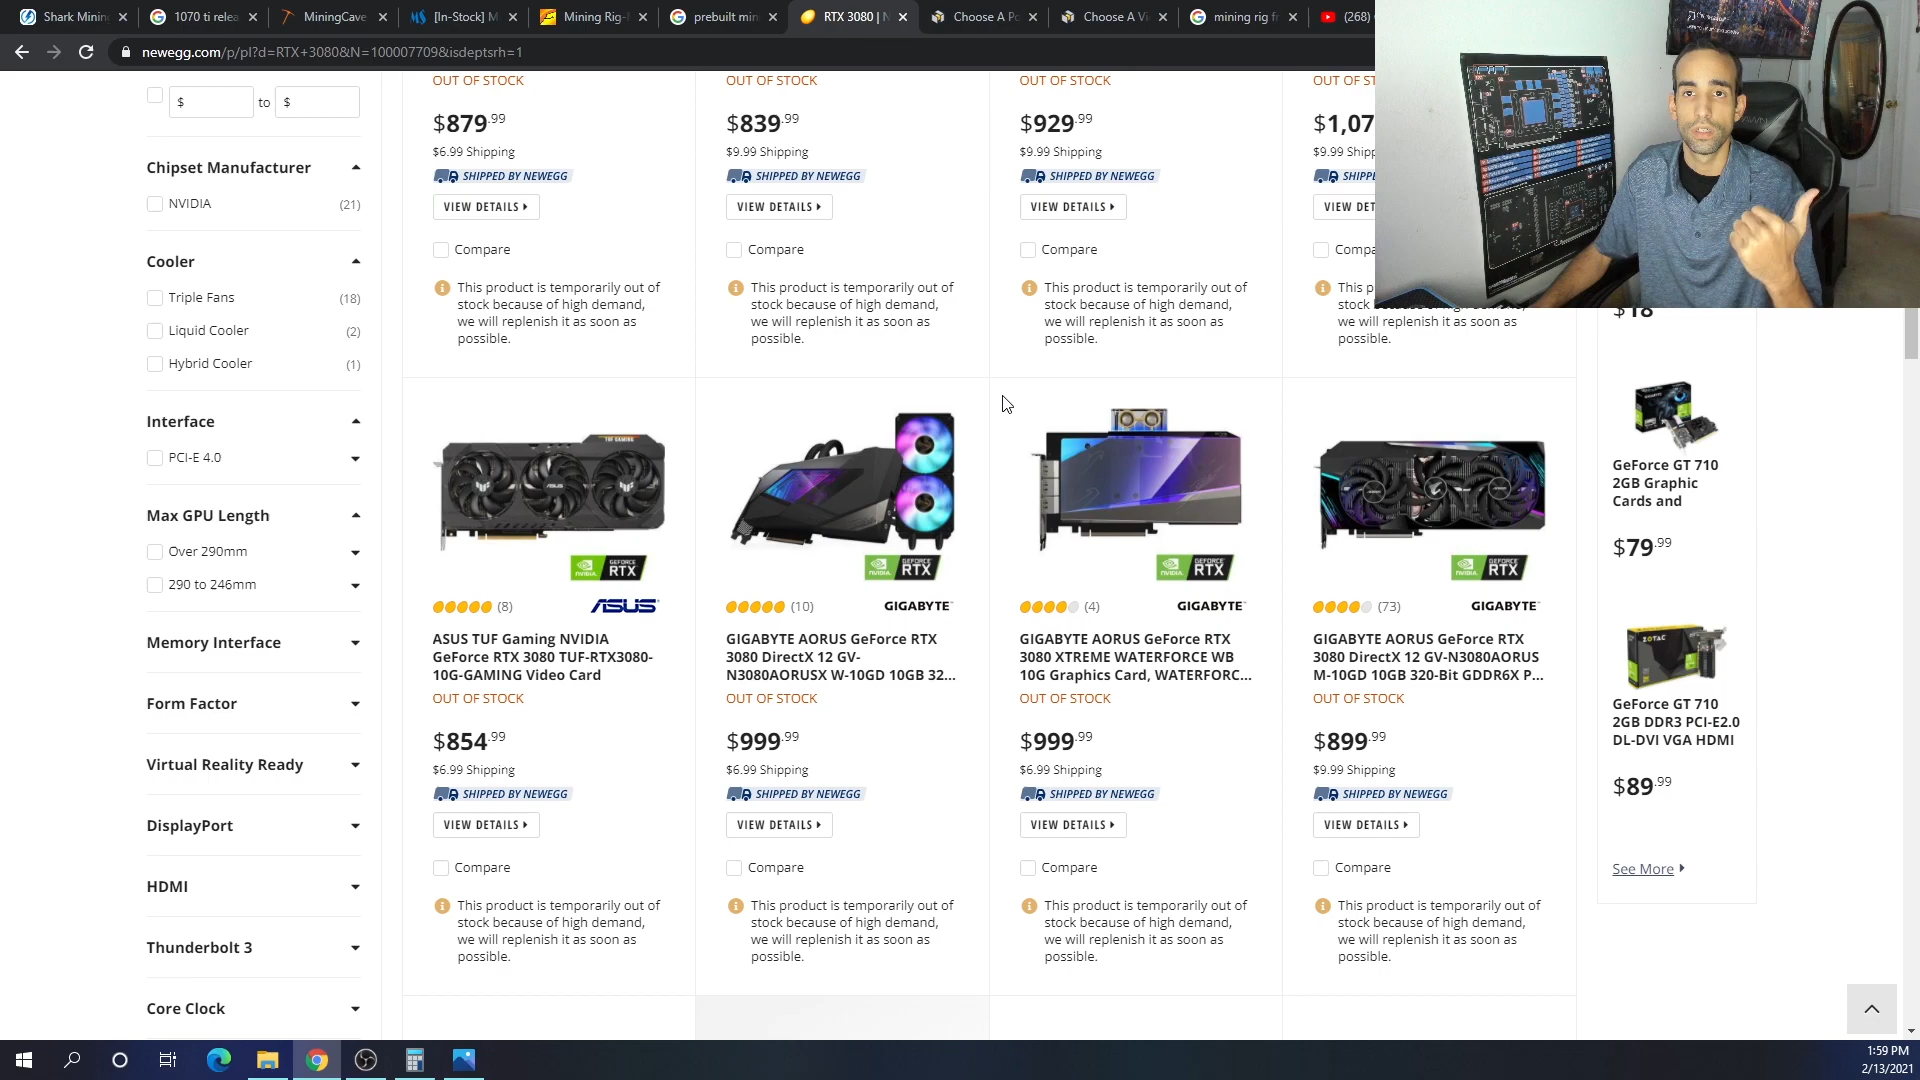 Shark Mining
1070 ti relea
MiningCave
[In-Stock] M
Mining Rig-
prebuilt min
RTX 3080 | N
Choose A Po
Choose A Vi
mining rig fr
(268)
newegg.com/p/pl?d=RTX+3080&N=100007709&isdeptsrh=1
$ to $
Chipset Manufacturer
NVIDIA (21)
Cooler
Triple Fans (18)
Liquid Cooler (2)
Hybrid Cooler (1)
Interface
PCI-E 4.0
Max GPU Length
Over 290mm
290 to 246mm
Memory Interface
Form Factor
Virtual Reality Ready
DisplayPort
HDMI
Thunderbolt 3
Core Clock
OUT OF STOCK
$879.99
$6.99 Shipping
SHIPPED BY NEWEGG
VIEW DETAILS
Compare
This product is temporarily out of
stock because of high demand,
we will replenish it as soon as
possible.
OUT OF STOCK
$839.99
$9.99 Shipping
SHIPPED BY NEWEGG
VIEW DETAILS
Compare
This product is temporarily out of
stock because of high demand,
we will replenish it as soon as
possible.
OUT OF STOCK
$929.99
$9.99 Shipping
SHIPPED BY NEWEGG
VIEW DETAILS
Compare
This product is temporarily out of
stock because of high demand,
we will replenish it as soon as
possible.
OUT OF ST
$1,07
$9.99 Shipp
SHIPPE
VIEW DET
Compa
This p
stock because of high demand,
we will replenish it as soon as
possible.
TUF GAMING
ASUS
NVIDIA GEFORCE RTX
(8) ASUS
ASUS TUF Gaming NVIDIA
GeForce RTX 3080 TUF-RTX3080-
10G-GAMING Video Card
OUT OF STOCK
$854.99
$6.99 Shipping
SHIPPED BY NEWEGG
VIEW DETAILS
Compare
This product is temporarily out of
stock because of high demand,
we will replenish it as soon as
possible.
NVIDIA GEFORCE RTX
(10) GIGABYTE
GIGABYTE AORUS GeForce RTX
3080 DirectX 12 GV-
N3080AORUSX W-10GD 10GB 32...
OUT OF STOCK
$999.99
$6.99 Shipping
SHIPPED BY NEWEGG
VIEW DETAILS
Compare
This product is temporarily out of
stock because of high demand,
we will replenish it as soon as
possible.
NVIDIA GEFORCE RTX
(4) GIGABYTE
GIGABYTE AORUS GeForce RTX
3080 XTREME WATERFORCE WB
10G Graphics Card, WATERFORC...
OUT OF STOCK
$999.99
$6.99 Shipping
SHIPPED BY NEWEGG
VIEW DETAILS
Compare
This product is temporarily out of
stock because of high demand,
we will replenish it as soon as
possible.
NVIDIA GEFORCE RTX
(73) GIGABYTE
GIGABYTE AORUS GeForce RTX
3080 DirectX 12 GV-N3080AORUS
M-10GD 10GB 320-Bit GDDR6X P...
OUT OF STOCK
$899.99
$9.99 Shipping
SHIPPED BY NEWEGG
VIEW DETAILS
Compare
This product is temporarily out of
stock because of high demand,
we will replenish it as soon as
possible.
$18
GeForce GT 710
2GB Graphic
Cards and
$79.99
ZOTAC
GeForce GT 710
2GB DDR3 PCI-E2.0
DL-DVI VGA HDMI
$89.99
See More
1:59 PM
2/13/2021